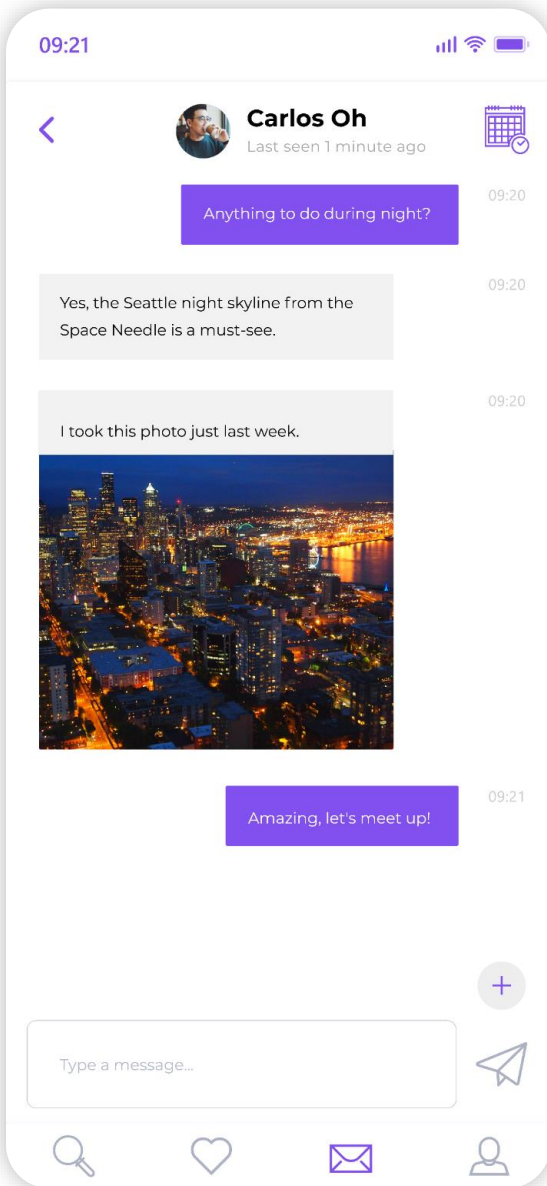 09:21
Carlos Oh
Last seen 1 minute ago
Anything to do during night?
09:20
Yes, the Seattle night skyline from the
Space Needle is a must-see.
09:20
I took this photo just last week.
09:20
Amazing, let's meet up!
09:21
Type a message...